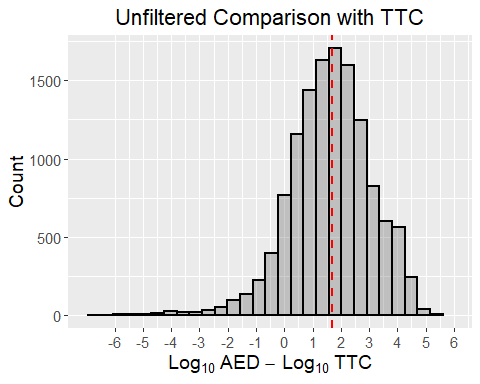 Unfiltered Comparison with TTC
1500
1000
500
0
Count
-6 -5 -4 -3 -2 -1 0 1 2 3 4 5 6
Log₁₀ AED − Log₁₀ TTC